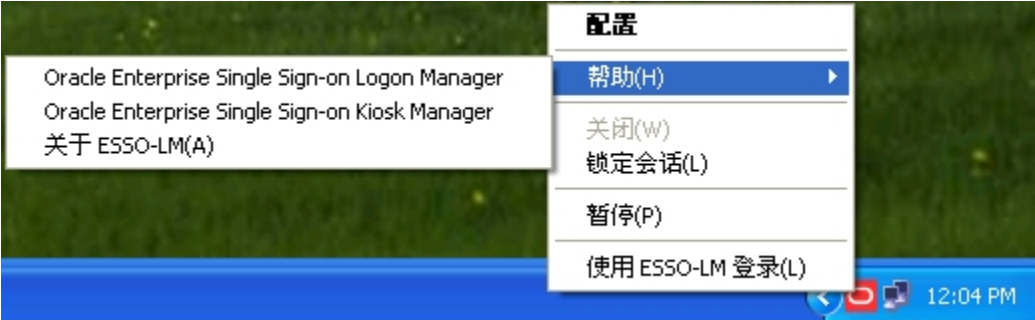 配置
帮助(H)
Oracle Enterprise Single Sign-on Logon Manager
Oracle Enterprise Single Sign-on Kiosk Manager
关于 ESSO-LM(A)
关闭(W)
锁定会话(L)
暂停(P)
使用 ESSO-LM 登录(L)
12:04 PM